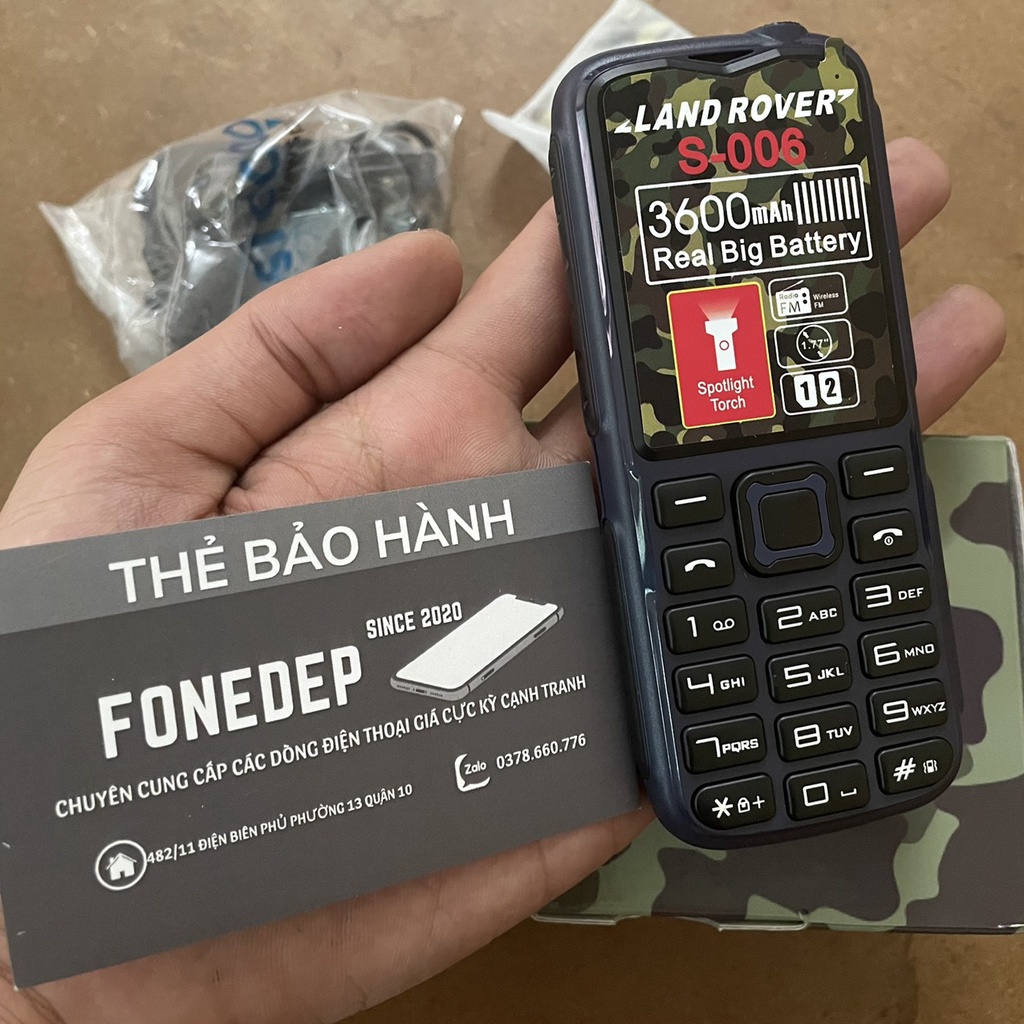 LAND ROVER
S-006
3600mAh
Real Big Battery
Radio
FM
Wireless
FM
1.77"
1 2
Spotlight
Torch
1
2 ABC
3 DEF
4 GHI
5 JKL
6 MNO
7 PQRS
8 TUV
9 WXYZ
* +
0
#
THẺ BẢO HÀNH
SINCE 2020
FONEDEP
CHUYÊN CUNG CẤP CÁC DÒNG ĐIỆN THOẠI GIÁ CỰC KỲ CẠNH TRANH
Zalo 0378.660.776
482/11 ĐIỆN BIÊN PHỦ PHƯỜNG 13 QUẬN 10